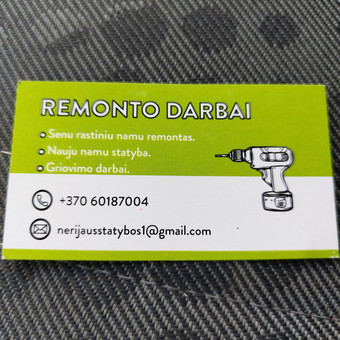 REMONTO DARBAI
• Senu rastiniu namu remontas.
• Nauju namu statyba.
• Griovimo darbai.
+370 60187004
nerijausstatybos1@gmail.com